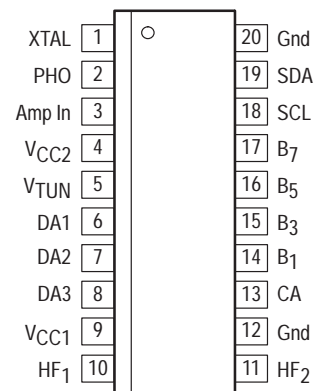 XTAL 1 20 Gnd
PHO 2 19 SDA
Amp In 3 18 SCL
VCC2 4 17 B7
VTUN 5 16 B5
DA1 6 15 B3
DA2 7 14 B1
DA3 8 13 CA
VCC1 9 12 Gnd
HF1 10 11 HF2